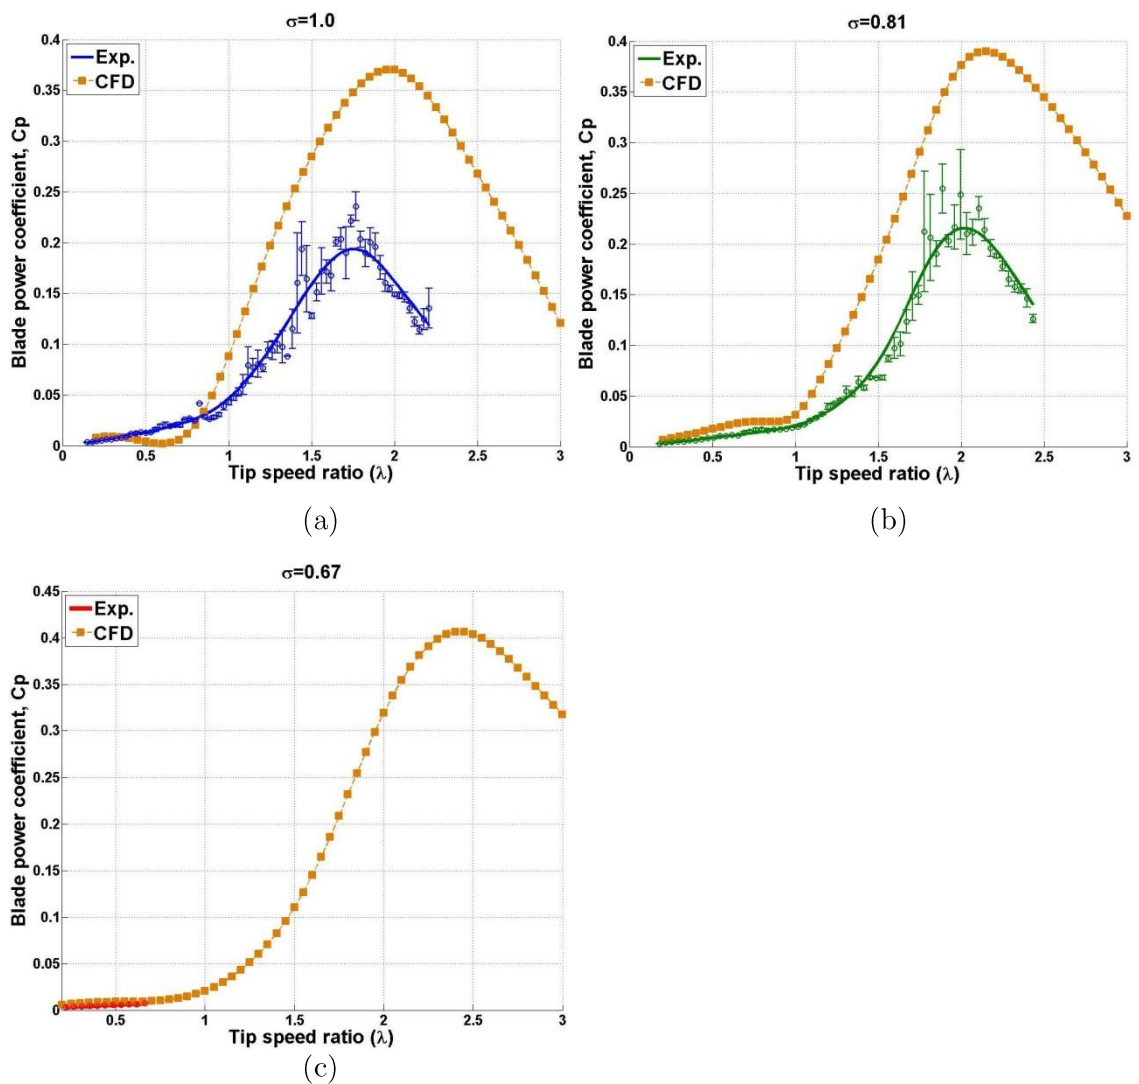 σ=1.0
Exp.
CFD
Blade power coefficient, Cp
0.4
0.35
0.3
0.25
0.2
0.15
0.1
0.05
0
0 0.5 1 1.5 2 2.5 3
Tip speed ratio (λ)
(a)
σ=0.81
Exp.
CFD
Blade power coefficient, Cp
0.4
0.35
0.3
0.25
0.2
0.15
0.1
0.05
0
0 0.5 1 1.5 2 2.5 3
Tip speed ratio (λ)
(b)
σ=0.67
Exp.
CFD
Blade power coefficient, Cp
0.45
0.4
0.35
0.3
0.25
0.2
0.15
0.1
0.05
0
0.5 1 1.5 2 2.5 3
Tip speed ratio (λ)
(c)